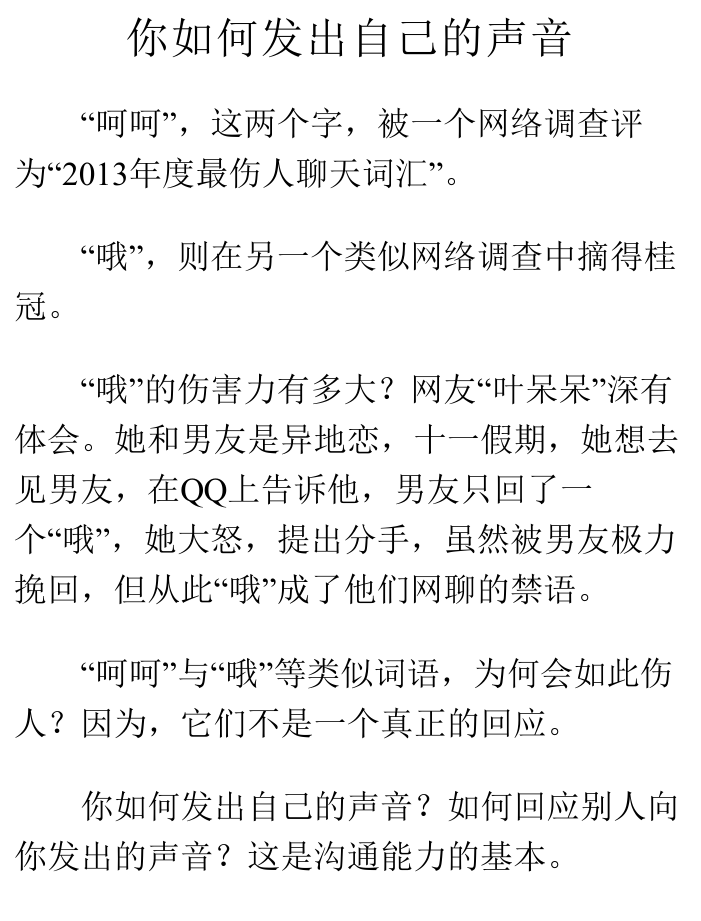 你如何发出自己的声音
“呵呵”，这两个字，被一个网络调查评
为“2013年度最伤人聊天词汇”。
“哦”，则在另一个类似网络调查中摘得桂
冠。
“哦”的伤害力有多大？网友“叶呆呆”深有
体会。她和男友是异地恋，十一假期，她想去
见男友，在QQ上告诉他，男友只回了一
个“哦”，她大怒，提出分手，虽然被男友极力
挽回，但从此“哦”成了他们网聊的禁语。
“呵呵”与“哦”等类似词语，为何会如此伤
人？因为，它们不是一个真正的回应。
你如何发出自己的声音？如何回应别人向
你发出的声音？这是沟通能力的基本。